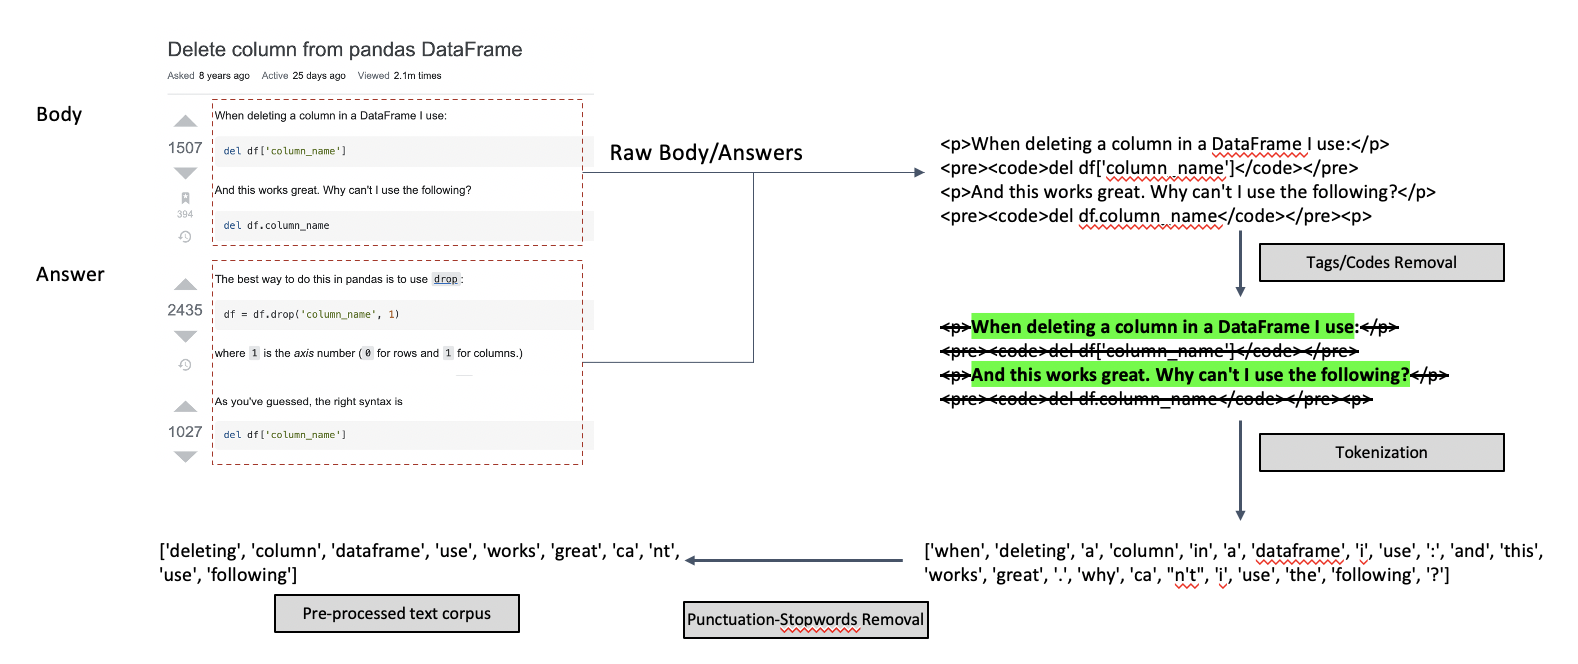 Delete column from pandas DataFrame
Asked 8 years ago Active 25 days ago Viewed 2.1m times
Body
When deleting a column in a DataFrame I use:
1507
del df['column_name']
And this works great. Why can't I use the following?
394
del df.column_name
Raw Body/Answers
<p>When deleting a column in a DataFrame I use:</p>
<pre><code>del df['column_name']</code></pre>
<p>And this works great. Why can't I use the following?</p>
<pre><code>del df.column_name</code></pre><p>
Answer
The best way to do this in pandas is to use drop:
2435
df = df.drop('column_name', 1)
where 1 is the axis number (0 for rows and 1 for columns.)
As you've guessed, the right syntax is
1027
del df['column_name']
Tags/Codes Removal
<p>When deleting a column in a DataFrame I use:</p>
<pre><code>del df['column_name']</code></pre>
<p>And this works great. Why can't I use the following?</p>
<pre><code>del df.column_name</code></pre><p>
Tokenization
['when', 'deleting', 'a', 'column', 'in', 'a', 'dataframe', 'i', 'use', ':', 'and', 'this',
'works', 'great', '.', 'why', 'ca', "n't", 'i', 'use', 'the', 'following', '?']
Punctuation-Stopwords Removal
['deleting', 'column', 'dataframe', 'use', 'works', 'great', 'ca', 'nt',
'use', 'following']
Pre-processed text corpus